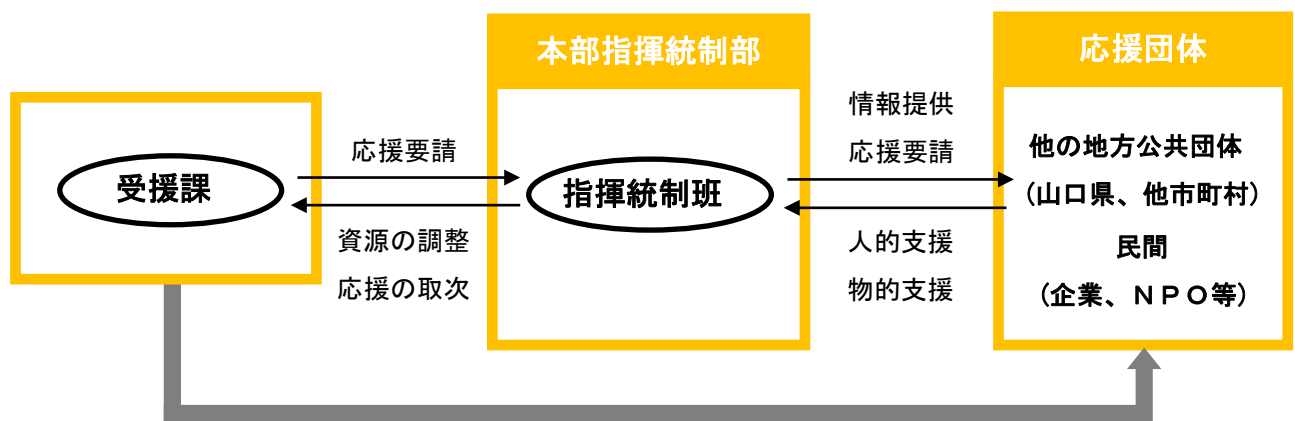 本部指揮統制部
応援団体
受援課
応援要請
資源の調整
応援の取次
指揮統制班
情報提供
応援要請
人的支援
物的支援
他の地方公共団体
(山口県、他市町村)
民間
(企業、ＮＰＯ等)